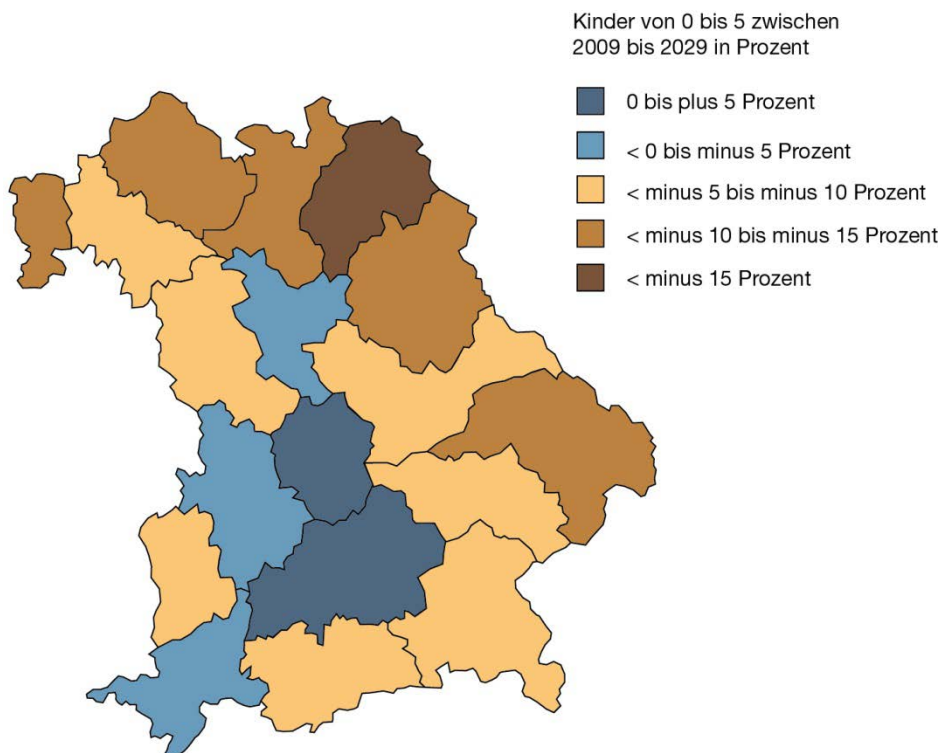 Kinder von 0 bis 5 zwischen
2009 bis 2029 in Prozent
0 bis plus 5 Prozent
< 0 bis minus 5 Prozent
< minus 5 bis minus 10 Prozent
< minus 10 bis minus 15 Prozent
< minus 15 Prozent